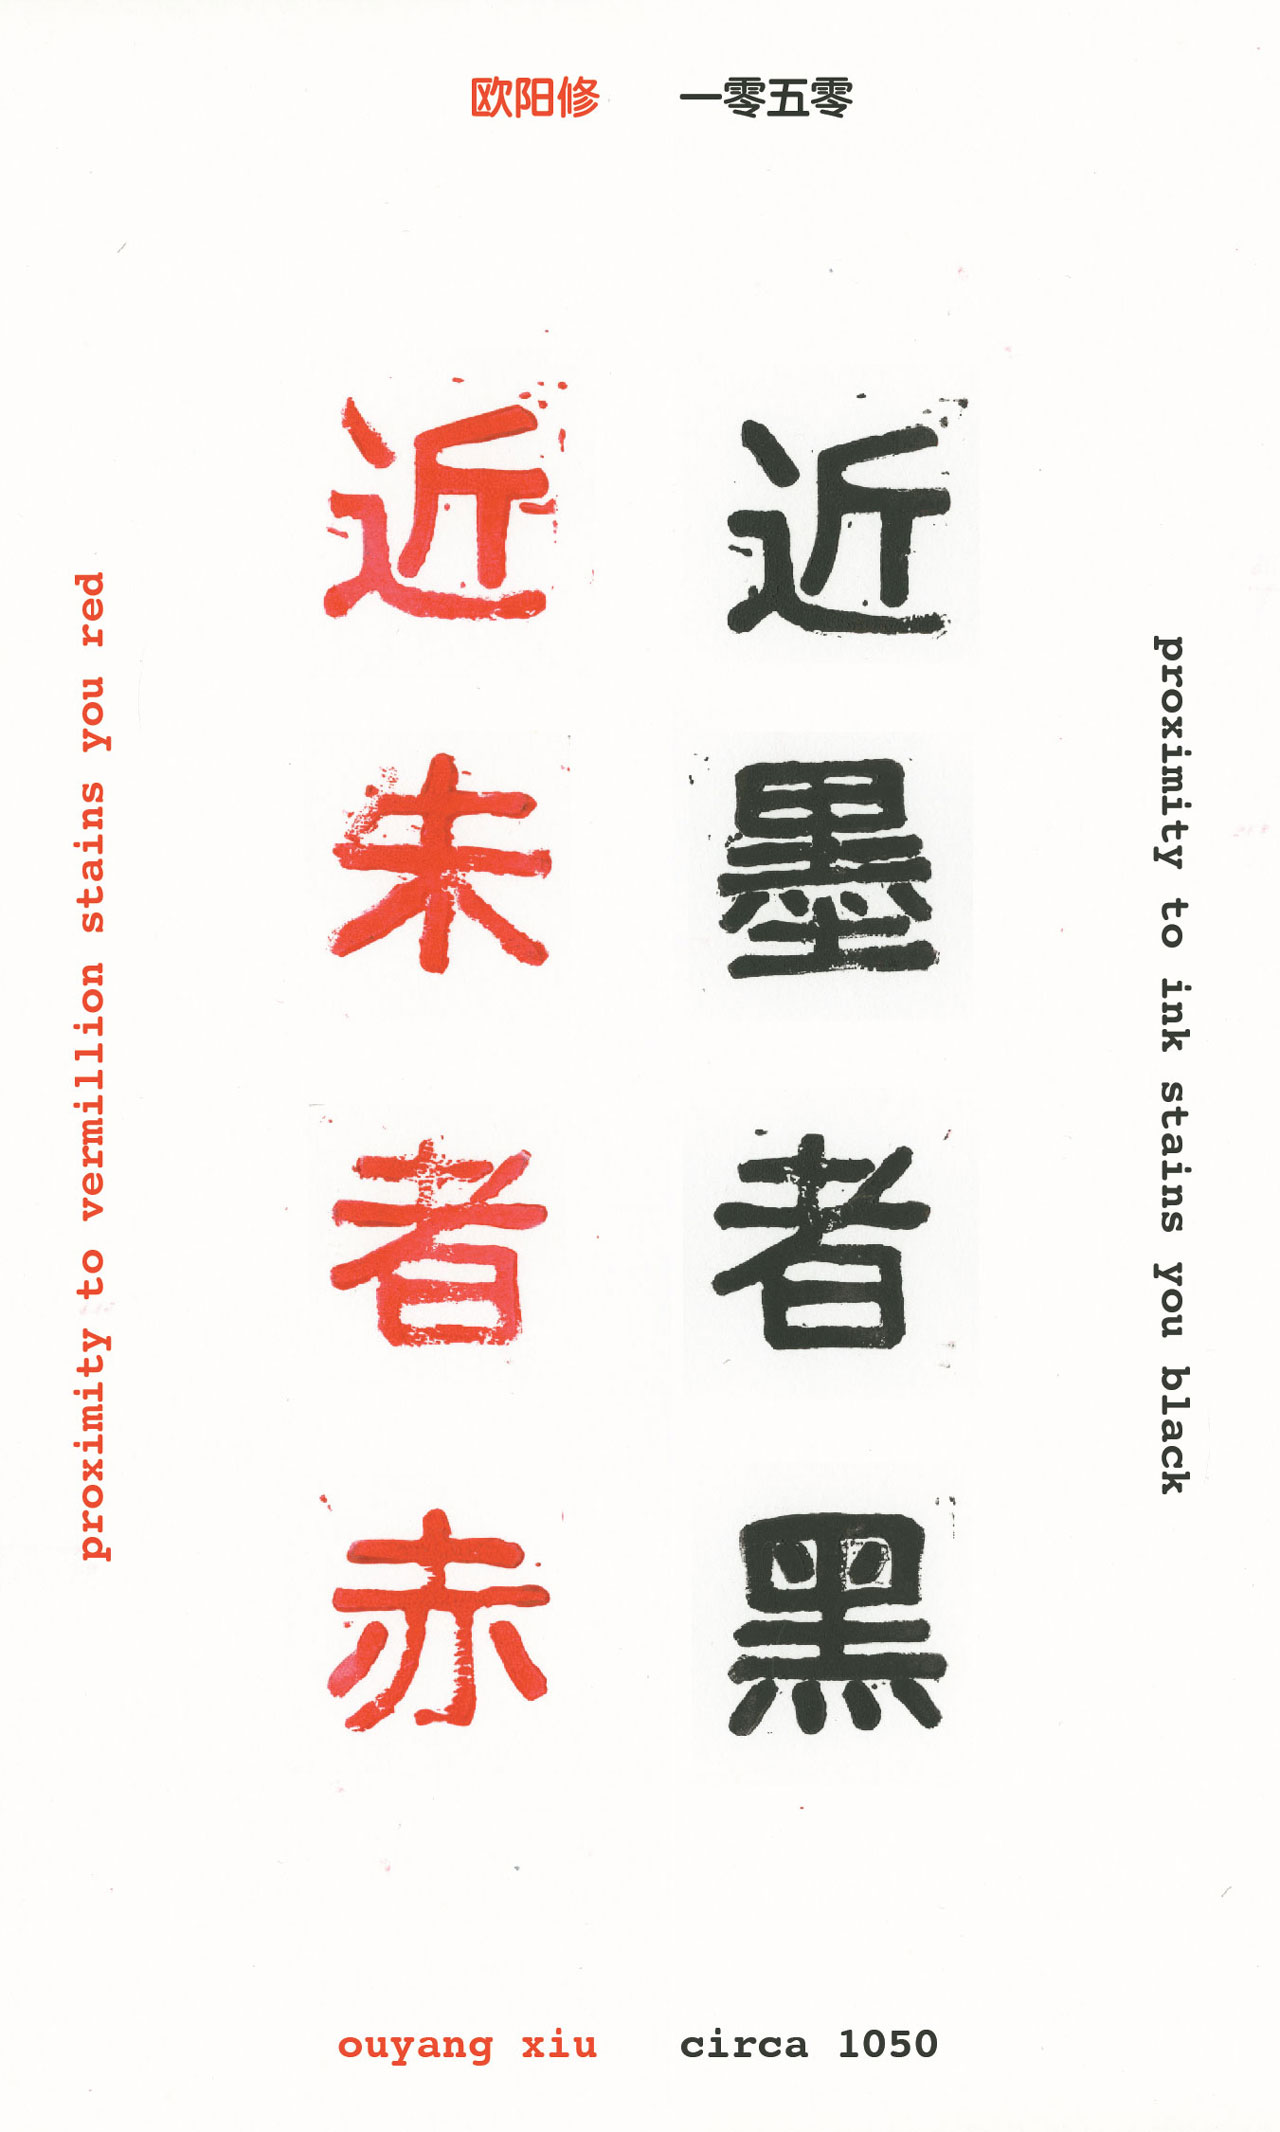 欧阳修 一零五零
proximity to vermillion stains you red
近朱者赤
近墨者黑
proximity to ink stains you black
ouyang xiu circa 1050